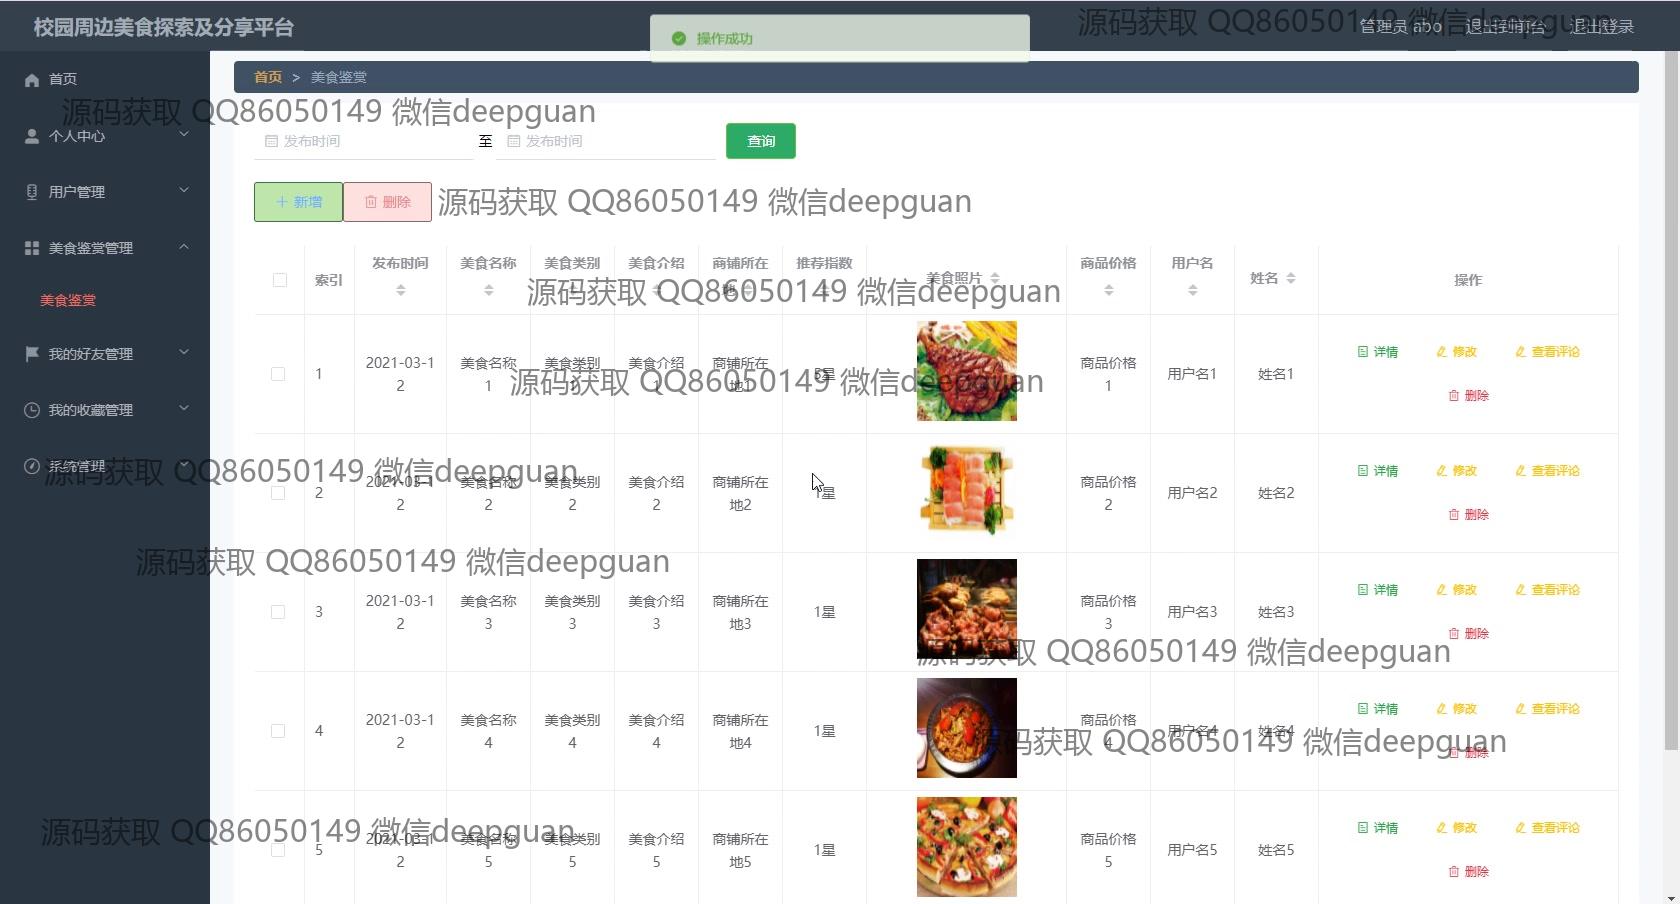 校园周边美食探索及分享平台
操作成功
管理员 abo
退出到前台
退出登录
源码获取 QQ86050149 微信deepguan
首页
个人中心
用户管理
美食鉴赏管理
美食鉴赏
我的好友管理
我的收藏管理
系统管理
首页 > 美食鉴赏
源码获取 QQ86050149 微信deepguan
发布时间 至 发布时间 查询
新增 删除
源码获取 QQ86050149 微信deepguan
索引 发布时间 美食名称 美食类别 美食介绍 商铺所在地 推荐指数 美食照片 商品价格 用户名 姓名 操作
源码获取 QQ86050149 微信deepguan
1 2021-03-12 美食名称1 美食类别1 美食介绍1 商铺所在地1 5星 商品价格1 用户名1 姓名1 详情 修改 查看评论 删除
源码获取 QQ86050149 微信deepguan
2 2021-03-12 美食名称2 美食类别2 美食介绍2 商铺所在地2 1星 商品价格2 用户名2 姓名2 详情 修改 查看评论 删除
源码获取 QQ86050149 微信deepguan
源码获取 QQ86050149 微信deepguan
3 2021-03-12 美食名称3 美食类别3 美食介绍3 商铺所在地3 1星 商品价格3 用户名3 姓名3 详情 修改 查看评论 删除
源码获取 QQ86050149 微信deepguan
4 2021-03-12 美食名称4 美食类别4 美食介绍4 商铺所在地4 1星 商品价格4 用户名4 姓名4 详情 修改 查看评论 删除
源码获取 QQ86050149 微信deepguan
5 2021-03-12 美食名称5 美食类别5 美食介绍5 商铺所在地5 1星 商品价格5 用户名5 姓名5 详情 修改 查看评论 删除
源码获取 QQ86050149 微信deepguan